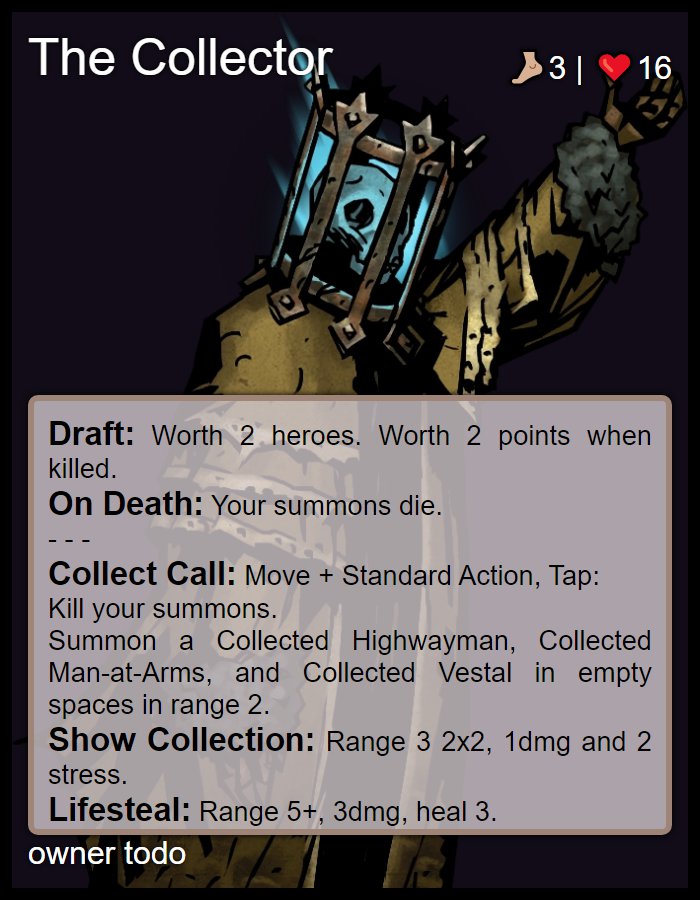 The Collector
🦶3 | ❤️16
Draft: Worth 2 heroes. Worth 2 points when
killed.
On Death: Your summons die.
- - -
Collect Call: Move + Standard Action, Tap:
Kill your summons.
Summon a Collected Highwayman, Collected
Man-at-Arms, and Collected Vestal in empty
spaces in range 2.
Show Collection: Range 3 2x2, 1dmg and 2
stress.
Lifesteal: Range 5+, 3dmg, heal 3.
owner todo